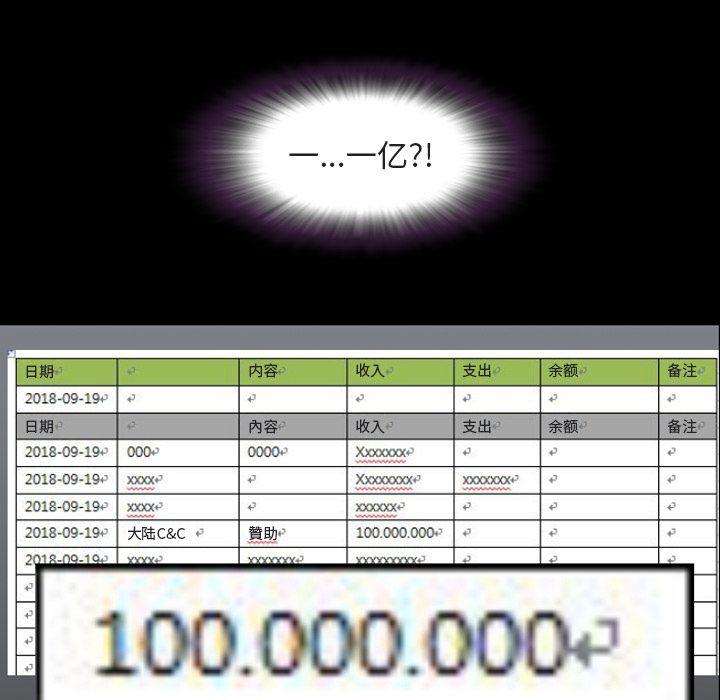 一...一亿?!
日期 内容 收入 支出 余额 备注
2018-09-19
日期 內容 收入 支出 余额 备注
2018-09-19 000 0000 Xxxxxxx
2018-09-19 xxxx Xxxxxxxx xxxxxxx
2018-09-19 xxxx xxxxxx
2018-09-19 大陆C&C 贊助 100.000.000
2018-09-19 xxxx xxxxxxx xxxxxxxxx
100.000.000